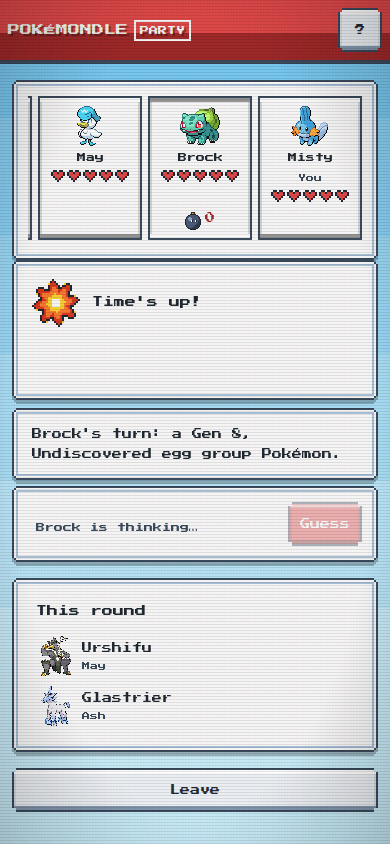 POKéMONDLE PARTY
?
May
Brock
0
Misty
You
Time's up!
Brock's turn: a Gen 8,
Undiscovered egg group Pokémon.
Brock is thinking…
Guess
This round
Urshifu
May
Glastrier
Ash
Leave